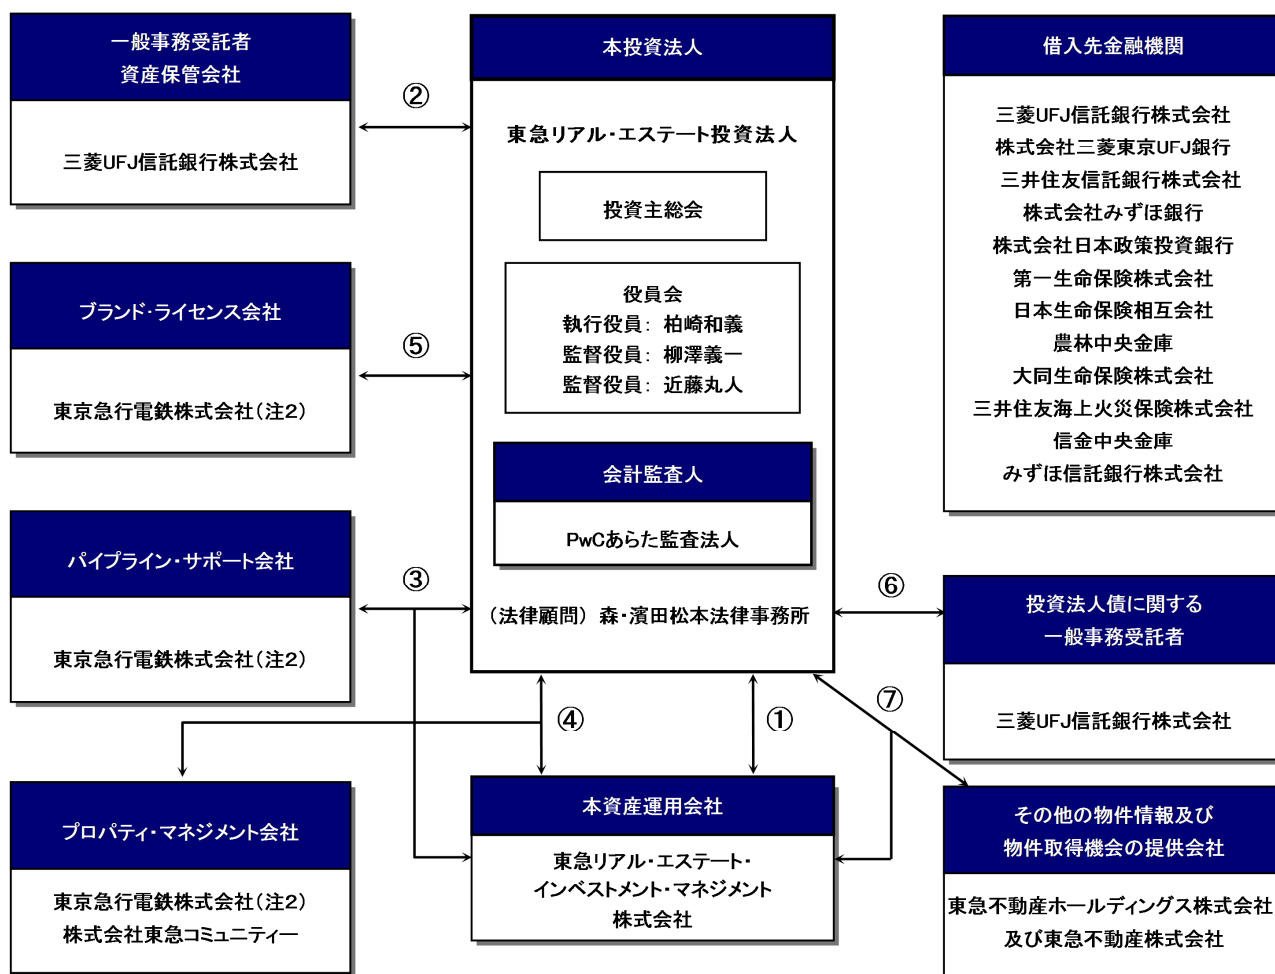 一般事務受託者
資産保管会社
三菱UFJ信託銀行株式会社
②
ブランド・ライセンス会社
東京急行電鉄株式会社(注2)
⑤
パイプライン・サポート会社
東京急行電鉄株式会社(注2)
③
プロパティ・マネジメント会社
東京急行電鉄株式会社(注2)
株式会社東急コミュニティー
④
本投資法人
東急リアル・エステート投資法人
投資主総会
役員会
執行役員: 柏崎和義
監督役員: 柳澤義一
監督役員: 近藤丸人
会計監査人
PwCあらた監査法人
(法律顧問) 森・濱田松本法律事務所
①
本資産運用会社
東急リアル・エステート・
インベストメント・マネジメント
株式会社
借入先金融機関
三菱UFJ信託銀行株式会社
株式会社三菱東京UFJ銀行
三井住友信託銀行株式会社
株式会社みずほ銀行
株式会社日本政策投資銀行
第一生命保険株式会社
日本生命保険相互会社
農林中央金庫
大同生命保険株式会社
三井住友海上火災保険株式会社
信金中央金庫
みずほ信託銀行株式会社
⑥
投資法人債に関する
一般事務受託者
三菱UFJ信託銀行株式会社
⑦
その他の物件情報及び
物件取得機会の提供会社
東急不動産ホールディングス株式会社
及び東急不動産株式会社